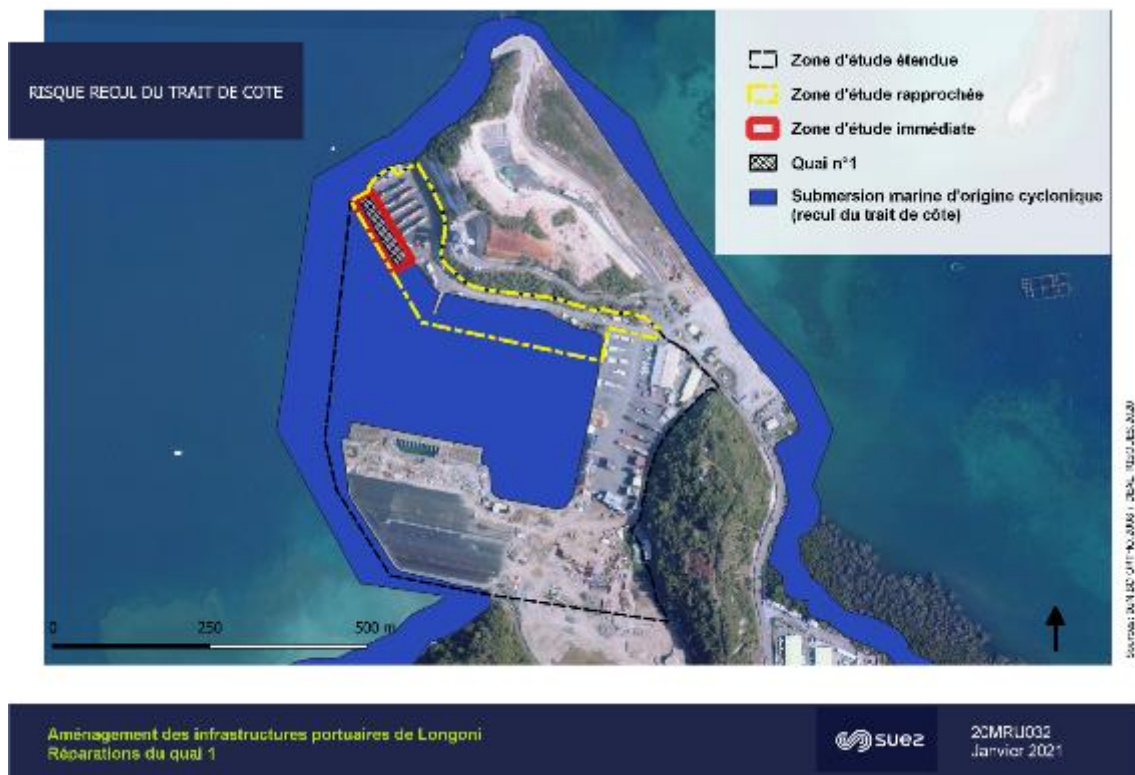 RISQUE RECUL DU TRAIT DE COTE
Zone d'étude étendue
Zone d'étude rapprochée
Zone d'étude immédiate
Quai n°1
Submersion marine d'origine cyclonique
(recul du trait de côte)
0 250 500 m
Aménagement des infrastructures portuaires de Longoni
Réparations du quai 1
suez
20MRU032
Janvier 2021